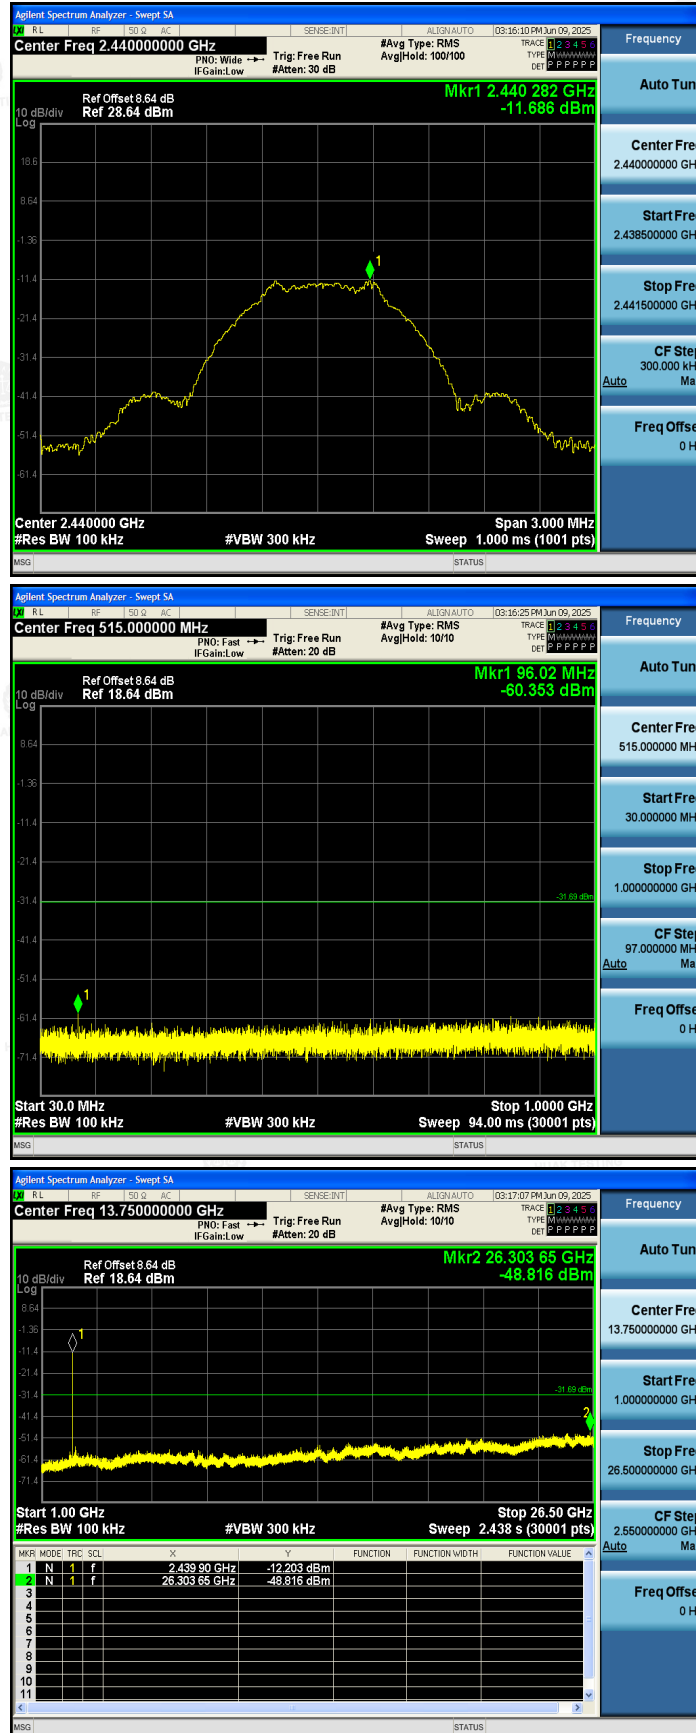 Agilent Spectrum Analyzer - Swept SA
LXI RL RF 50 Ω AC SENSE:INT ALIGNAUTO 03:16:10 PM Jun 09, 2025
Center Freq 2.440000000 GHz #Avg Type: RMS TRACE 1 2 3 4 5 6
PNO: Wide Trig: Free Run Avg|Hold: 100/100 TYPE M WWWWW
IFGain:Low #Atten: 30 dB DET P P P P P P
Mkr1 2.440 282 GHz
Ref Offset 8.64 dB
10 dB/div Ref 28.64 dBm -11.686 dBm
Log
18.6
8.64
-1.36
1
-11.4
-21.4
-31.4
-41.4
-51.4
-61.4
Center 2.440000 GHz Span 3.000 MHz
#Res BW 100 kHz #VBW 300 kHz Sweep 1.000 ms (1001 pts)
MSG STATUS
Frequency
Auto Tun
Center Fre
2.440000000 GH
Start Fre
2.438500000 GH
Stop Fre
2.441500000 GH
CF Ste
300.000 kH
Auto Ma
Freq Offse
0 H
Agilent Spectrum Analyzer - Swept SA
LXI RL RF 50 Ω AC SENSE:INT ALIGNAUTO 03:16:25 PM Jun 09, 2025
Center Freq 515.000000 MHz #Avg Type: RMS TRACE 1 2 3 4 5 6
PNO: Fast Trig: Free Run Avg|Hold: 10/10 TYPE M WWWWW
IFGain:Low #Atten: 20 dB DET P P P P P P
Mkr1 96.02 MHz
Ref Offset 8.64 dB
10 dB/div Ref 18.64 dBm -60.353 dBm
Log
8.64
-1.36
-11.4
-21.4
-31.4 -31.69 dBm
-41.4
-51.4
1
-61.4
-71.4
Start 30.0 MHz Stop 1.0000 GHz
#Res BW 100 kHz #VBW 300 kHz Sweep 94.00 ms (30001 pts)
MSG STATUS
Frequency
Auto Tun
Center Fre
515.000000 MH
Start Fre
30.000000 MH
Stop Fre
1.000000000 GH
CF Ste
97.000000 MH
Auto Ma
Freq Offse
0 H
Agilent Spectrum Analyzer - Swept SA
LXI RL RF 50 Ω AC SENSE:INT ALIGNAUTO 03:17:07 PM Jun 09, 2025
Center Freq 13.750000000 GHz #Avg Type: RMS TRACE 1 2 3 4 5 6
PNO: Fast Trig: Free Run Avg|Hold: 10/10 TYPE M WWWWW
IFGain:Low #Atten: 20 dB DET P P P P P P
Mkr2 26.303 65 GHz
Ref Offset 8.64 dB
10 dB/div Ref 18.64 dBm -48.816 dBm
Log
8.64
-1.36 1
-11.4
-21.4
-31.4 -31.69 dBm
-41.4 2
-51.4
-61.4
-71.4
Start 1.00 GHz Stop 26.50 GHz
#Res BW 100 kHz #VBW 300 kHz Sweep 2.438 s (30001 pts)
MKR MODE TRC SCL X Y FUNCTION FUNCTION WIDTH FUNCTION VALUE
1 N 1 f 2.439 90 GHz -12.203 dBm
2 N 1 f 26.303 65 GHz -48.816 dBm
3
4
5
6
7
8
9
10
11
MSG STATUS
Frequency
Auto Tun
Center Fre
13.750000000 GH
Start Fre
1.000000000 GH
Stop Fre
26.500000000 GH
CF Ste
2.550000000 GH
Auto Ma
Freq Offse
0 H